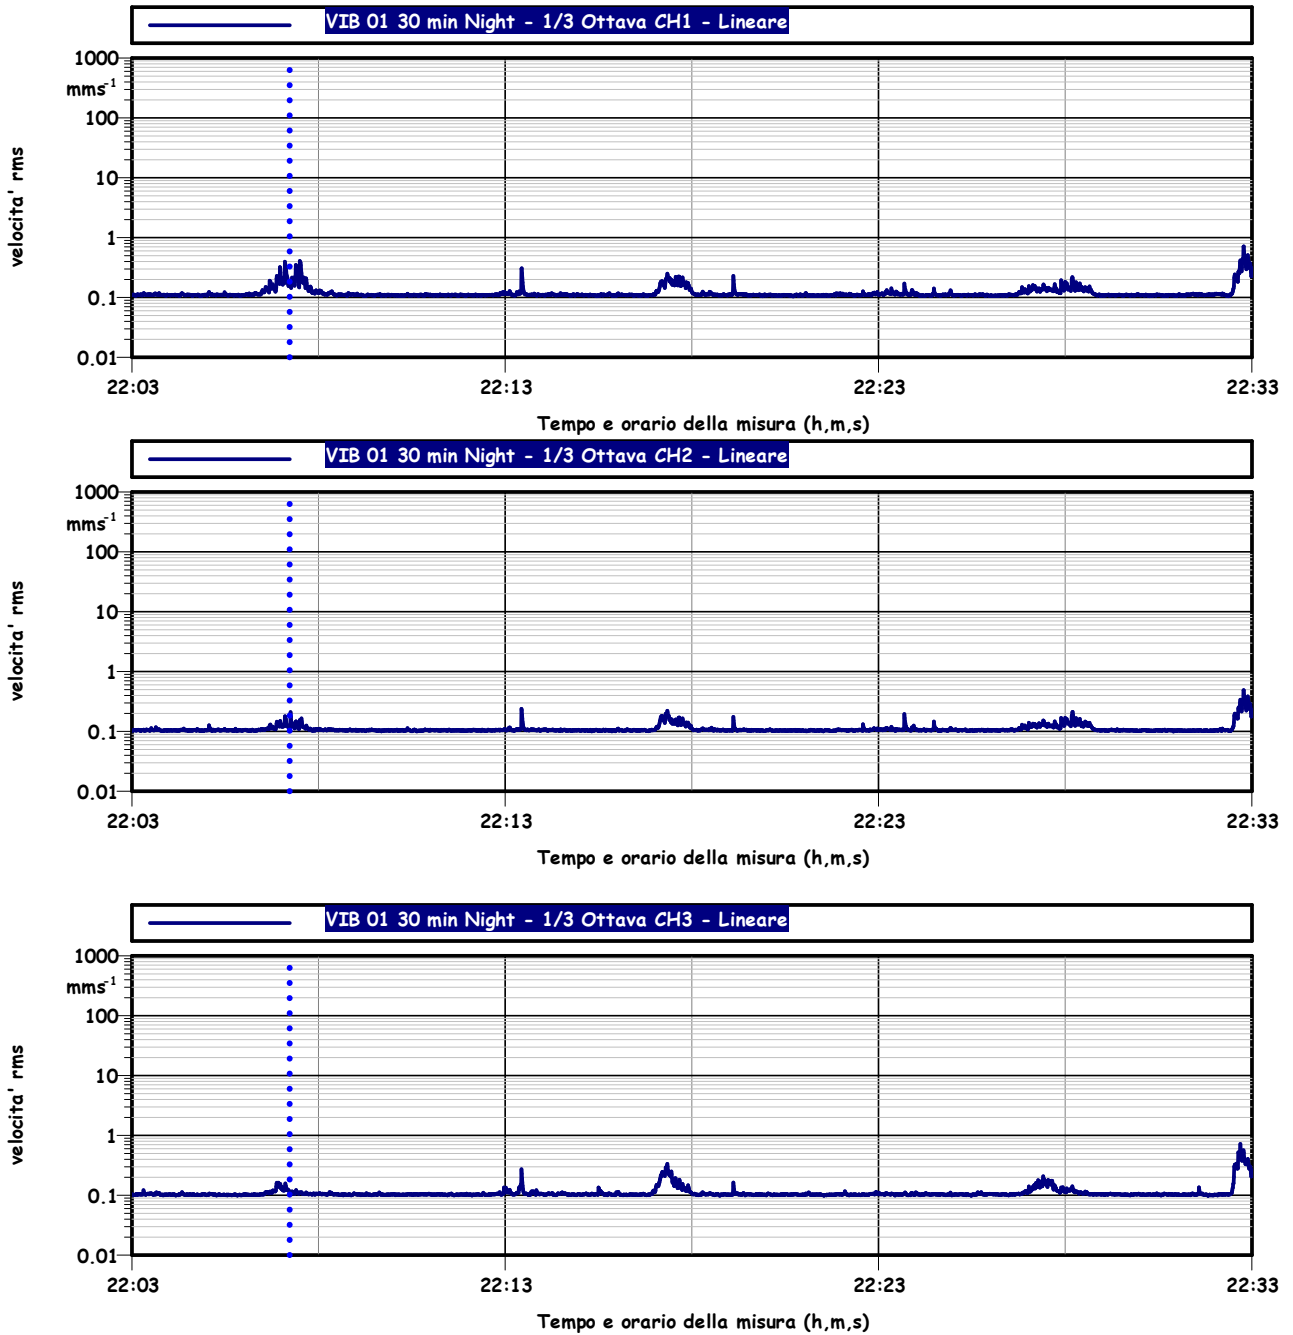 VIB 01 30 min Night - 1/3 Ottava CH1 - Lineare
1000
mms-1
100
10
1
0.1
0.01
velocita' rms
22:03 22:13 22:23 22:33
Tempo e orario della misura (h,m,s)
VIB 01 30 min Night - 1/3 Ottava CH2 - Lineare
1000
mms-1
100
10
1
0.1
0.01
velocita' rms
22:03 22:13 22:23 22:33
Tempo e orario della misura (h,m,s)
VIB 01 30 min Night - 1/3 Ottava CH3 - Lineare
1000
mms-1
100
10
1
0.1
0.01
velocita' rms
22:03 22:13 22:23 22:33
Tempo e orario della misura (h,m,s)